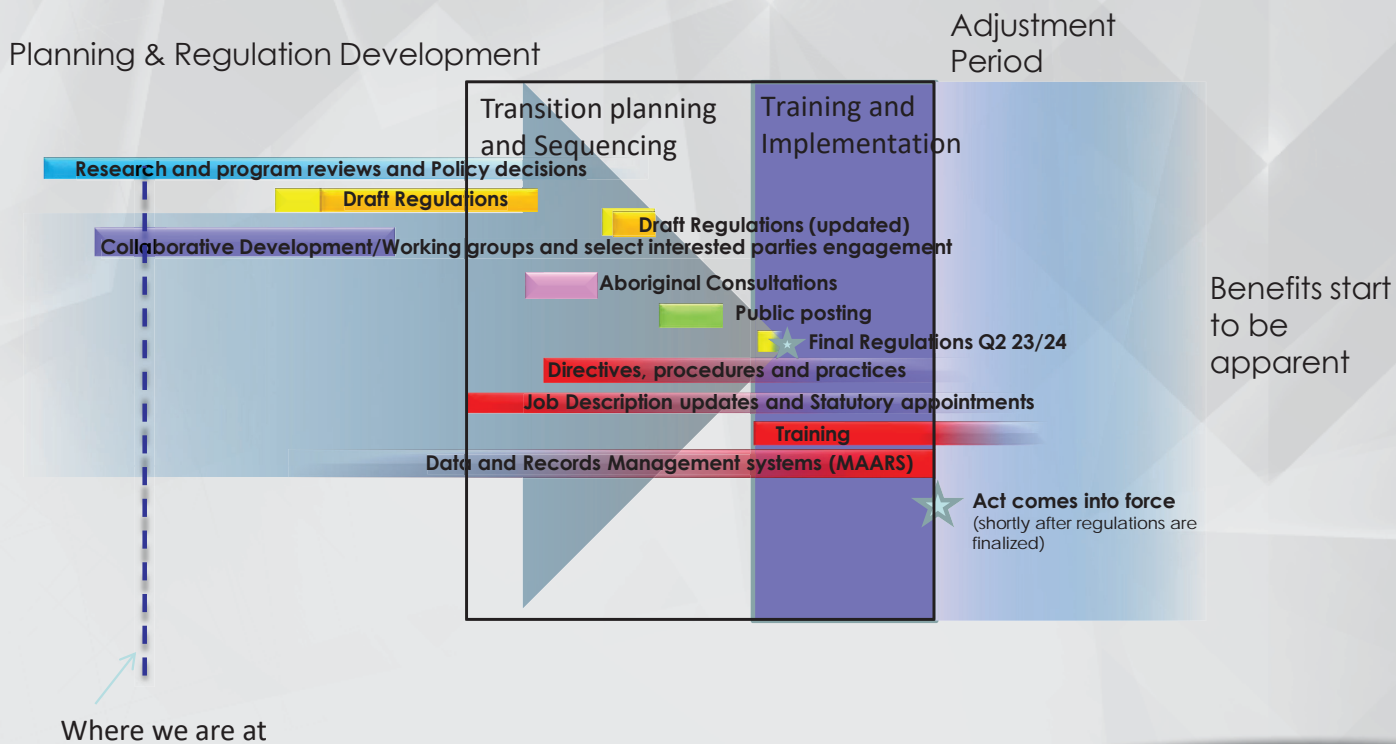 Planning & Regulation Development
Adjustment
Period
Transition planning
and Sequencing
Training and
Implementation
Research and program reviews and Policy decisions
Draft Regulations
Draft Regulations (updated)
Collaborative Development/Working groups and select interested parties engagement
Aboriginal Consultations
Public posting
Final Regulations Q2 23/24
Directives, procedures and practices
Job Description updates and Statutory appointments
Training
Data and Records Management systems (MAARS)
Benefits start
to be
apparent
Act comes into force
(shortly after regulations are
finalized)
Where we are at